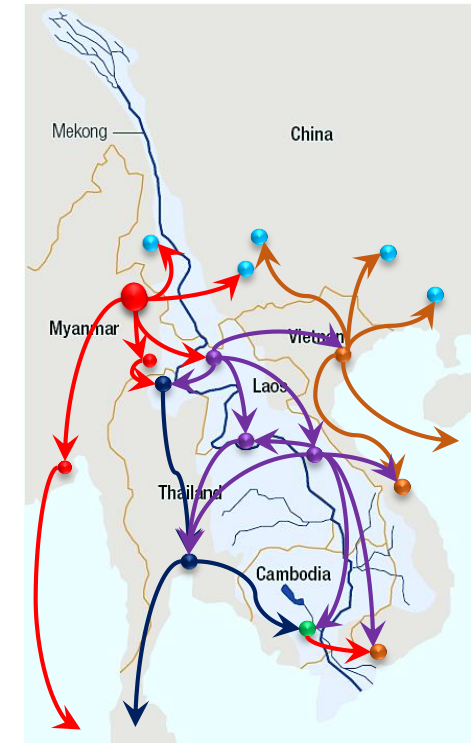 Mekong
China
Myanmar
Vietnam
Laos
Thailand
Cambodia